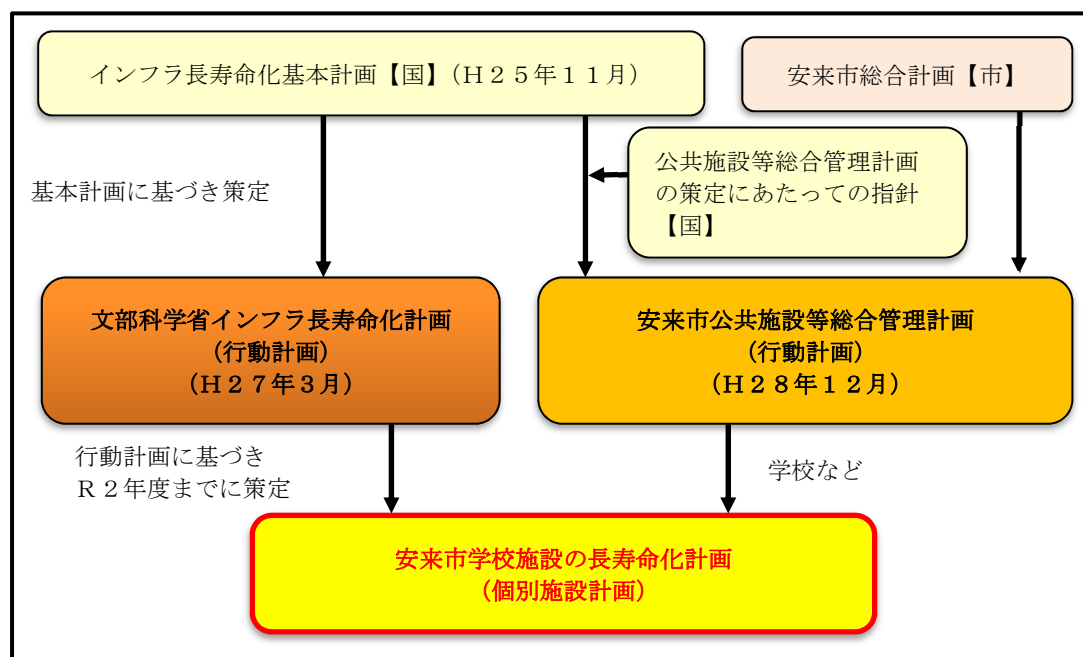 インフラ長寿命化基本計画【国】（Ｈ２５年１１月）
安来市総合計画【市】
公共施設等総合管理計画
の策定にあたっての指針
【国】
基本計画に基づき策定
文部科学省インフラ長寿命化計画
（行動計画）
（Ｈ２７年３月）
安来市公共施設等総合管理計画
（行動計画）
（Ｈ２８年１２月）
行動計画に基づき
Ｒ２年度までに策定
学校など
安来市学校施設の長寿命化計画
（個別施設計画）